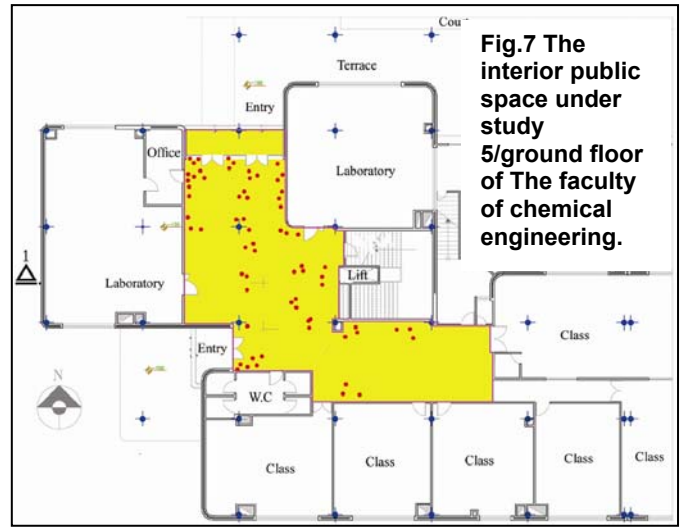 Cou
Terrace
Fig.7 The
interior public
space under
study
5/ground floor
of The faculty
of chemical
engineering.
Entry
Office
Laboratory
Lift
1
Laboratory
Entry
Class
N
W.C
Class
Class
Class
Class
Class